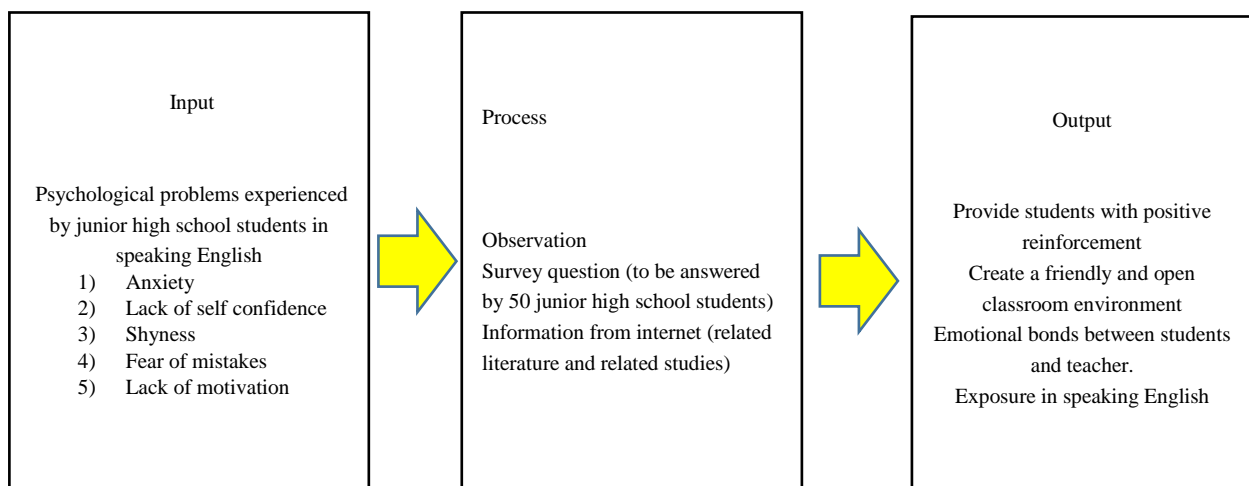 Input
Psychological problems experienced
by junior high school students in
speaking English
1) Anxiety
2) Lack of self confidence
3) Shyness
4) Fear of mistakes
5) Lack of motivation
Process
Observation
Survey question (to be answered
by 50 junior high school students)
Information from internet (related
literature and related studies)
Output
Provide students with positive
reinforcement
Create a friendly and open
classroom environment
Emotional bonds between students
and teacher.
Exposure in speaking English